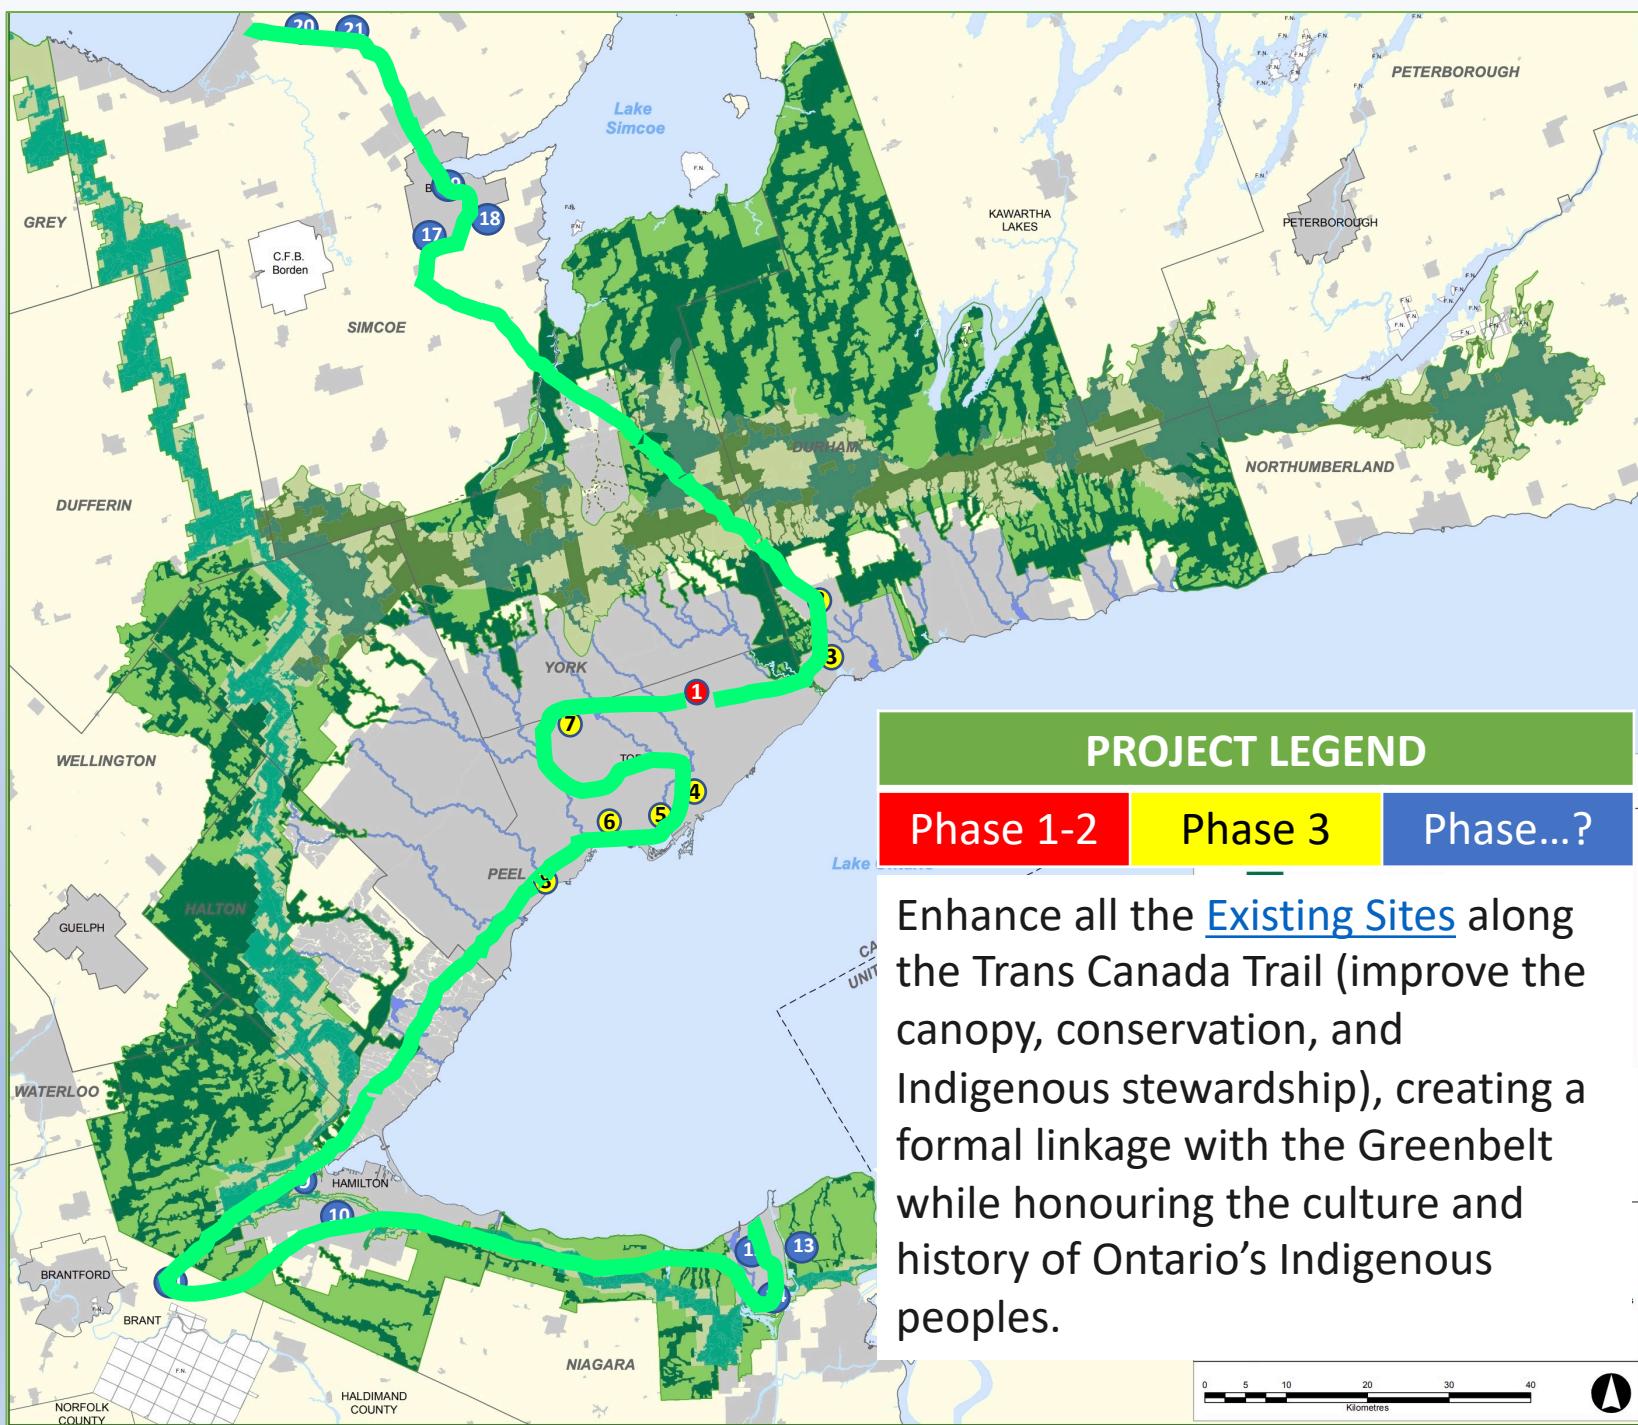 20
21
Lake
Simcoe
PETERBOROUGH
F.N.
F.N.
F.N.
F.N.
F.N.
F.N.
F.N.
F.N.
F.N.
18
17
GREY
KAWARTHA
LAKES
PETERBOROUGH
F.N.
F.N.
C.F.B.
Borden
SIMCOE
F.N.
F.N.
F.N.
F.N.
F.N.
F.N.
F.N.
F.N.
F.N.
F.N.
DURHAM
NORTHUMBERLAND
DUFFERIN
3
YORK
1
7
WELLINGTON
4
5
6
PEEL
8
Lake
HALTON
GUELPH
WATERLOO
HAMILTON
10
13
BRANTFORD
F.N.
BRANT
F.N.
NIAGARA
HALDIMAND
COUNTY
NORFOLK
COUNTY
PROJECT LEGEND
Phase 1-2
Phase 3
Phase...?
Enhance all the Existing Sites along
the Trans Canada Trail (improve the
canopy, conservation, and
Indigenous stewardship), creating a
formal linkage with the Greenbelt
while honouring the culture and
history of Ontario’s Indigenous
peoples.
0 5 10 20 30 40
Kilometres